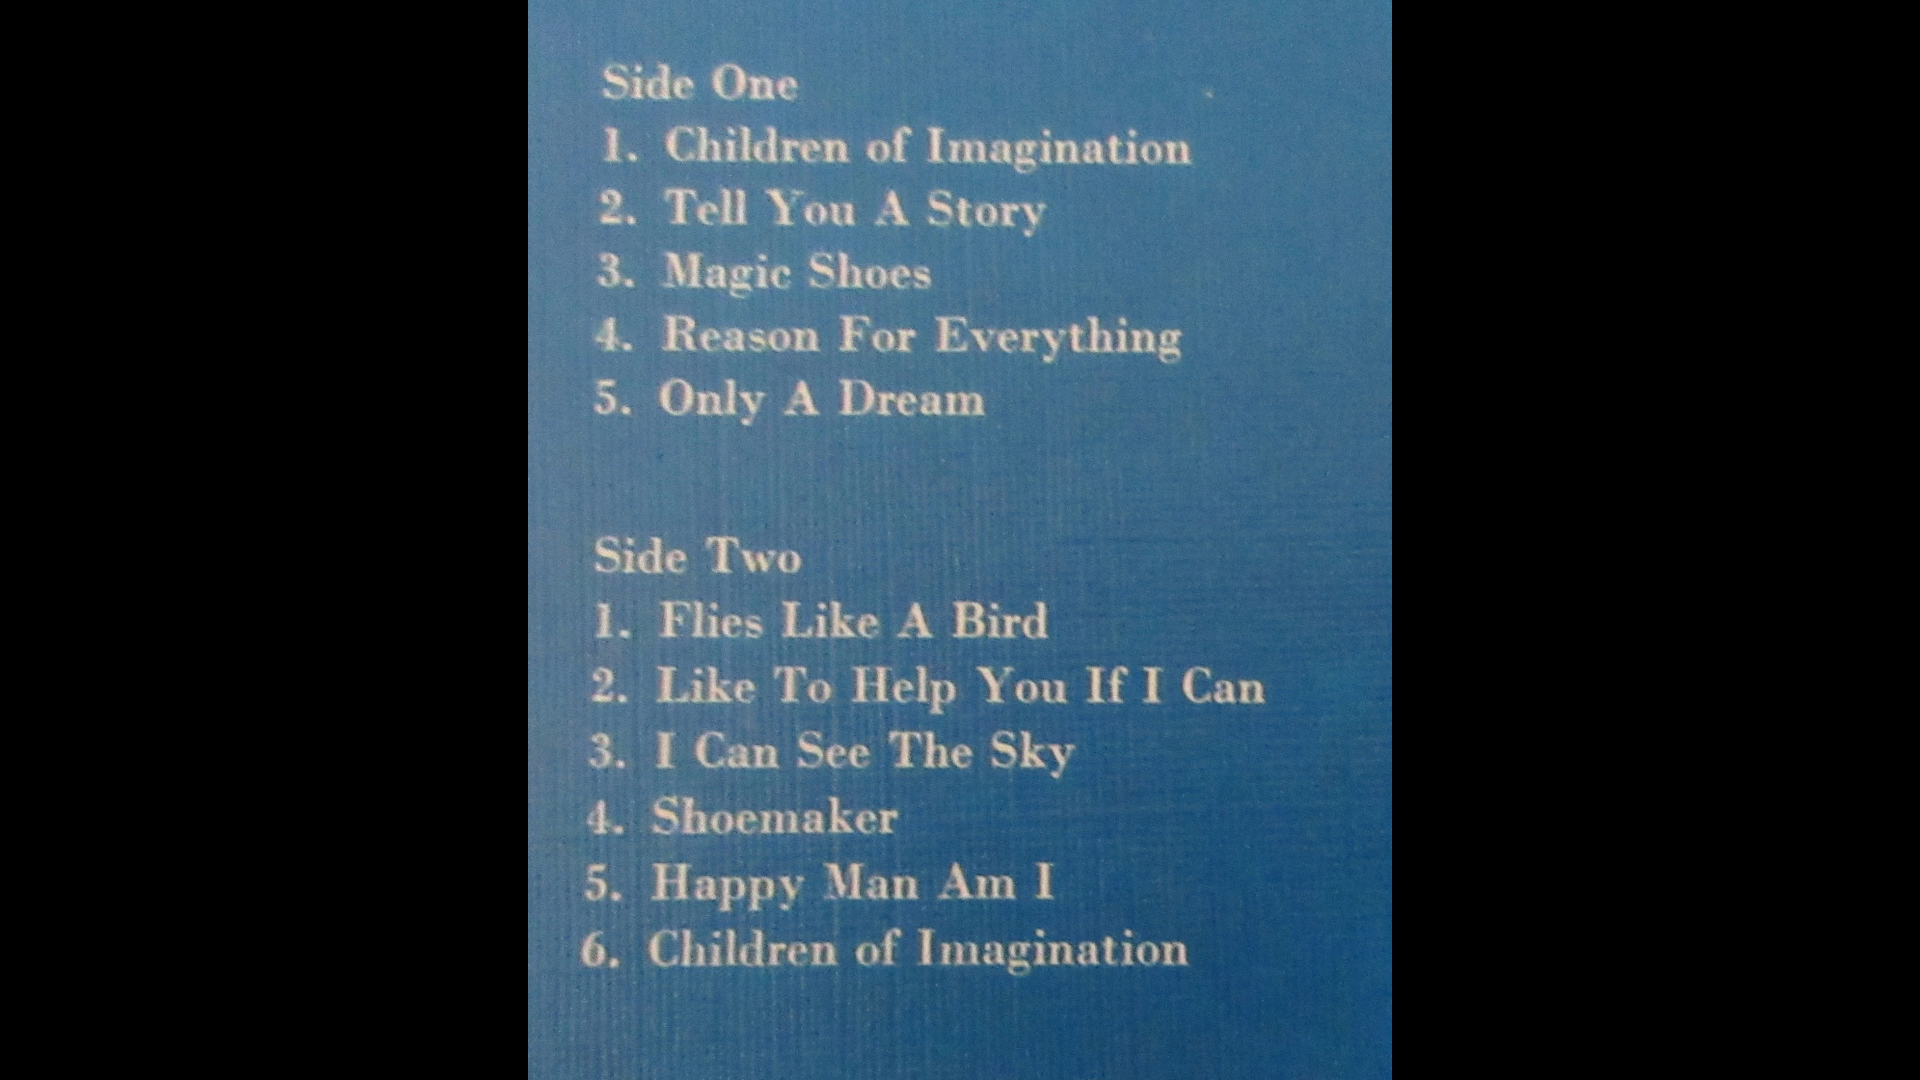 Side One
1. Children of Imagination
2. Tell You A Story
3. Magic Shoes
4. Reason For Everything
5. Only A Dream
Side Two
1. Flies Like A Bird
2. Like To Help You If I Can
3. I Can See The Sky
4. Shoemaker
5. Happy Man Am I
6. Children of Imagination